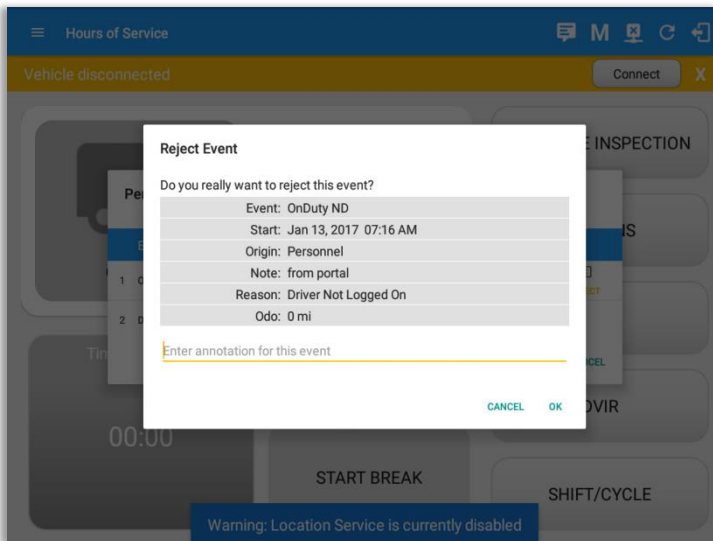 Hours of Service
M
Vehicle disconnected
Connect
X
INSPECTION
Reject Event
Do you really want to reject this event?
Event: OnDuty ND
Start: Jan 13, 2017 07:16 AM
Origin: Personnel
Note: from portal
Reason: Driver Not Logged On
Odo: 0 mi
Enter annotation for this event
CANCEL
OK
1
2
00:00
START BREAK
SHIFT/CYCLE
Warning: Location Service is currently disabled